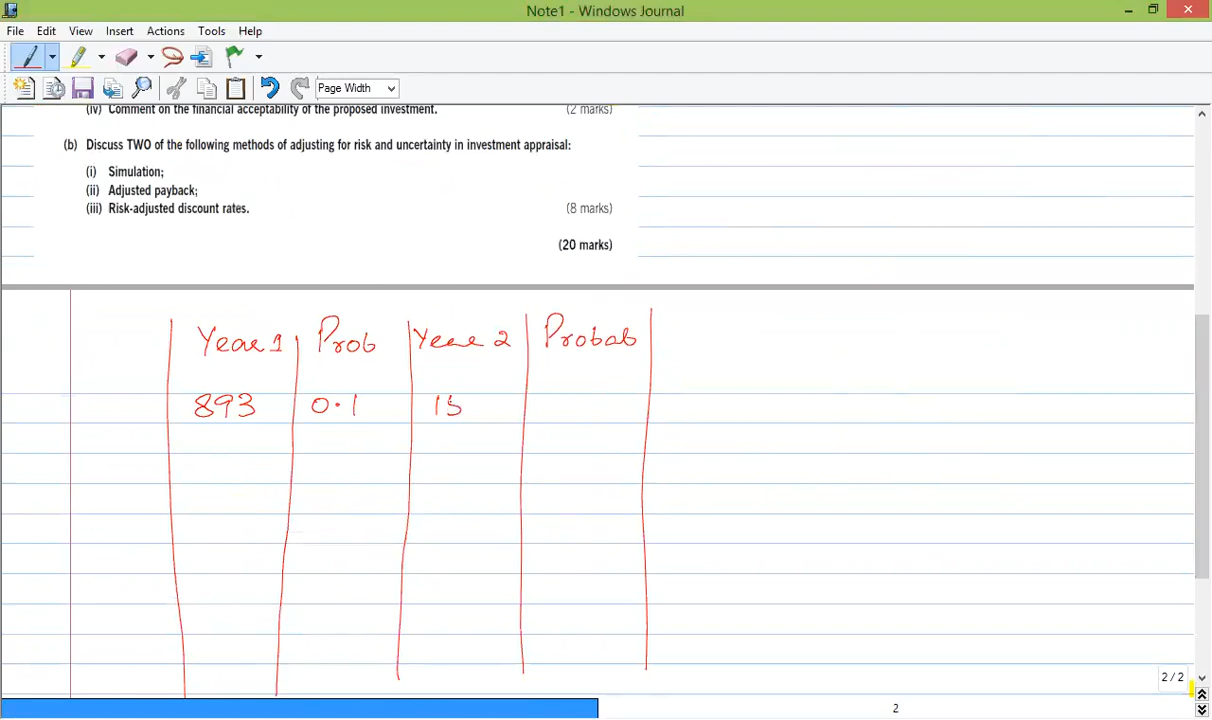 Note1 - Windows Journal
File Edit View Insert Actions Tools Help
Page Width
(iv) Comment on the financial acceptability of the proposed investment. (2 marks)
(b) Discuss TWO of the following methods of adjusting for risk and uncertainty in investment appraisal:
(i) Simulation;
(ii) Adjusted payback;
(iii) Risk-adjusted discount rates. (8 marks)
(20 marks)
Year 1 Prob Year 2 Probab
893 0.1 15
2 / 2
2